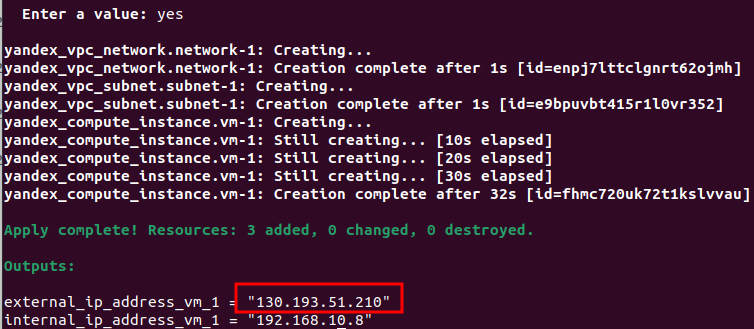 Enter a value: yes
yandex_vpc_network.network-1: Creating...
yandex_vpc_network.network-1: Creation complete after 1s [id=enpj7lttclgnrt62ojmh]
yandex_vpc_subnet.subnet-1: Creating...
yandex_vpc_subnet.subnet-1: Creation complete after 1s [id=e9bpuvbt415r1l0vr352]
yandex_compute_instance.vm-1: Creating...
yandex_compute_instance.vm-1: Still creating... [10s elapsed]
yandex_compute_instance.vm-1: Still creating... [20s elapsed]
yandex_compute_instance.vm-1: Still creating... [30s elapsed]
yandex_compute_instance.vm-1: Creation complete after 32s [id=fhmc720uk72t1kslvvau]
Apply complete! Resources: 3 added, 0 changed, 0 destroyed.
Outputs:
external_ip_address_vm_1 = "130.193.51.210"
internal_ip_address_vm_1 = "192.168.10.8"